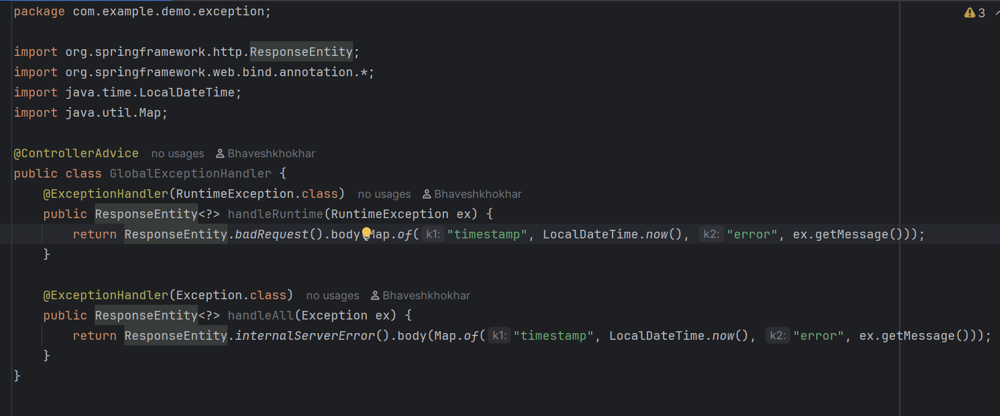 package com.example.demo.exception;
3
import org.springframework.http.ResponseEntity;
import org.springframework.web.bind.annotation.*;
import java.time.LocalDateTime;
import java.util.Map;
@ControllerAdvice no usages Bhaveshkhokhar
public class GlobalExceptionHandler {
@ExceptionHandler(RuntimeException.class) no usages Bhaveshkhokhar
public ResponseEntity<?> handleRuntime(RuntimeException ex) {
return ResponseEntity.badRequest().body(Map.of( k1: "timestamp", LocalDateTime.now(), k2: "error", ex.getMessage()));
}
@ExceptionHandler(Exception.class) no usages Bhaveshkhokhar
public ResponseEntity<?> handleAll(Exception ex) {
return ResponseEntity.internalServerError().body(Map.of( k1: "timestamp", LocalDateTime.now(), k2: "error", ex.getMessage()));
}
}